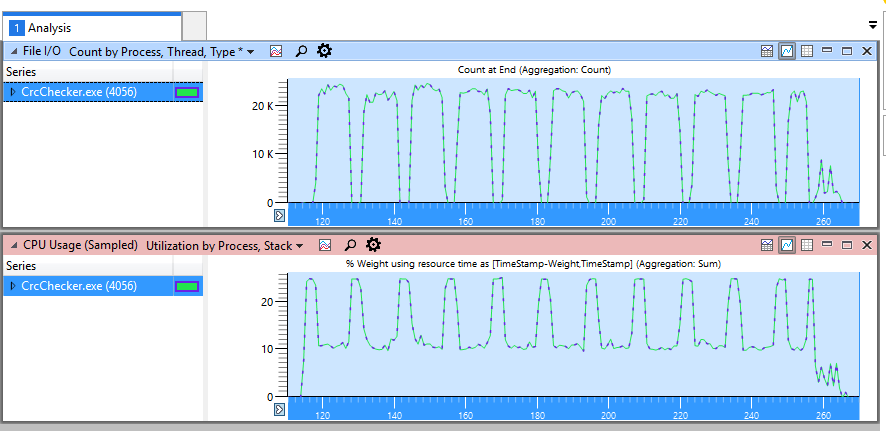 1 Analysis
File I/O Count by Process, Thread, Type *
Series
Count at End (Aggregation: Count)
CrcChecker.exe (4056)
20 K
10 K
0
120 140 160 180 200 220 240 260
CPU Usage (Sampled) Utilization by Process, Stack
Series
% Weight using resource time as [TimeStamp-Weight,TimeStamp] (Aggregation: Sum)
CrcChecker.exe (4056)
20
10
0
120 140 160 180 200 220 240 260